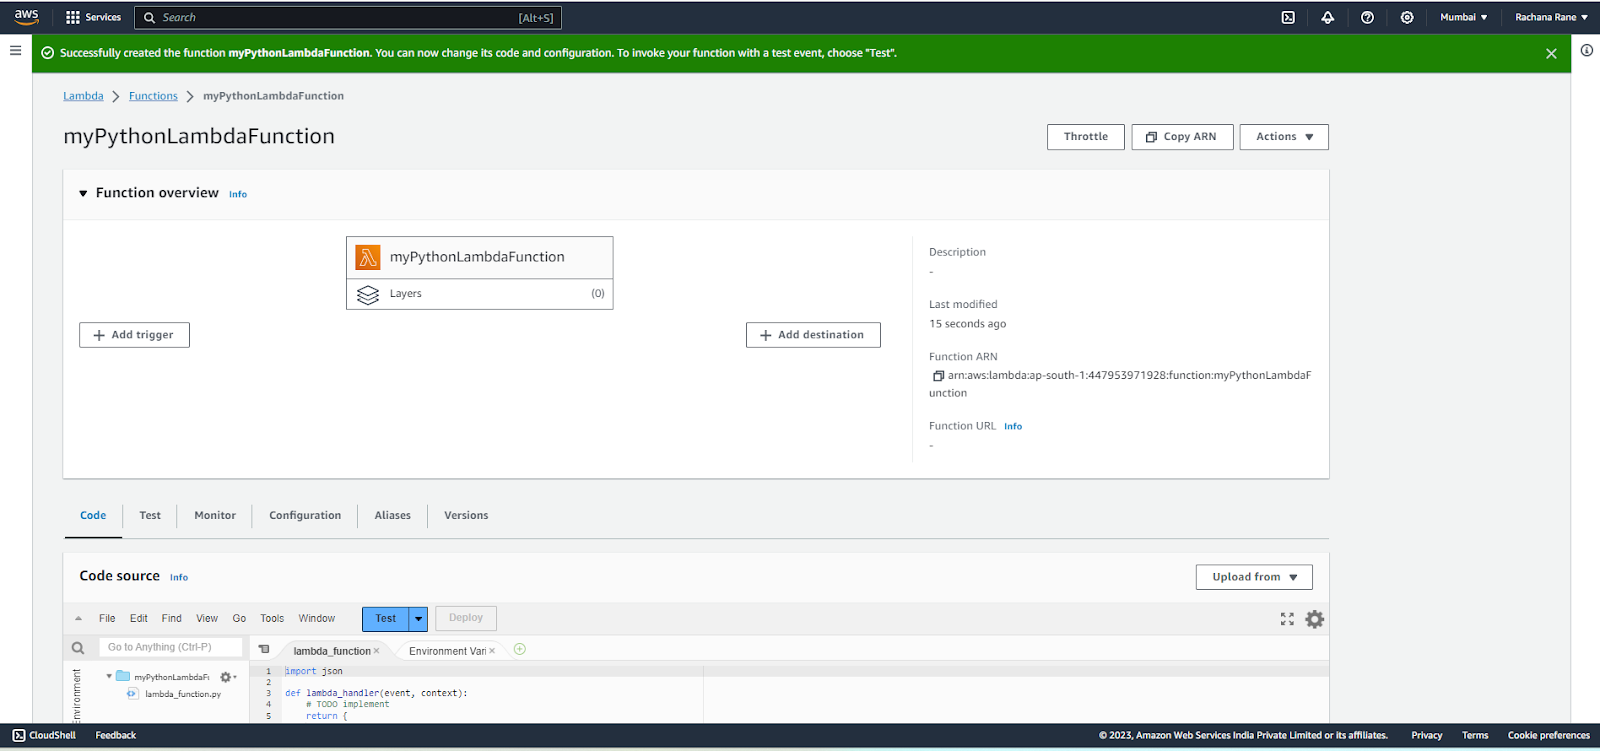 aws Services Search [Alt+S] Mumbai Rachana Rane
Successfully created the function myPythonLambdaFunction. You can now change its code and configuration. To invoke your function with a test event, choose "Test".
Lambda Functions myPythonLambdaFunction
myPythonLambdaFunction
Throttle Copy ARN Actions
Function overview Info
myPythonLambdaFunction
Layers (0)
Add trigger
Add destination
Description
-
Last modified
15 seconds ago
Function ARN
arn:aws:lambda:ap-south-1:447953971928:function:myPythonLambdaF
unction
Function URL Info
-
Code Test Monitor Configuration Aliases Versions
Code source Info
Upload from
File Edit Find View Go Tools Window Test Deploy
Go to Anything (Ctrl-P)
lambda_function Environment Vari
Environment
myPythonLambdaFu
lambda_function.py
1 import json
2
3 def lambda_handler(event, context):
4 # TODO implement
5 return {
CloudShell Feedback © 2023, Amazon Web Services India Private Limited or its affiliates. Privacy Terms Cookie preferences